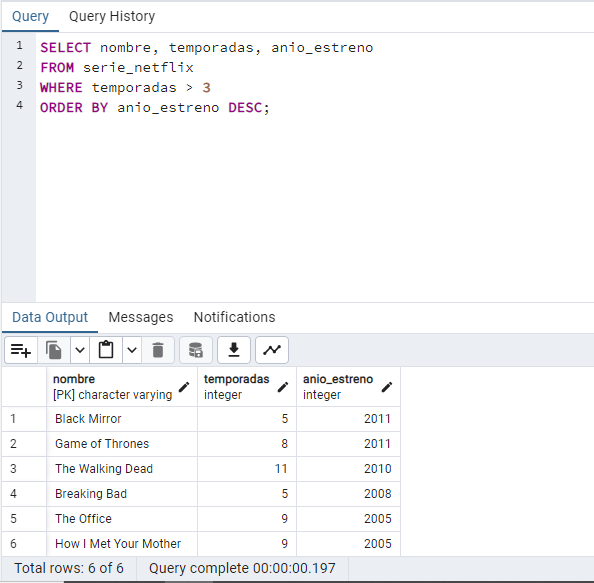 Query Query History
1 SELECT nombre, temporadas, anio_estreno
2 FROM serie_netflix
3 WHERE temporadas > 3
4 ORDER BY anio_estreno DESC;
Data Output Messages Notifications
nombre temporadas anio_estreno
[PK] character varying integer integer
1 Black Mirror 5 2011
2 Game of Thrones 8 2011
3 The Walking Dead 11 2010
4 Breaking Bad 5 2008
5 The Office 9 2005
6 How I Met Your Mother 9 2005
Total rows: 6 of 6 Query complete 00:00:00.197